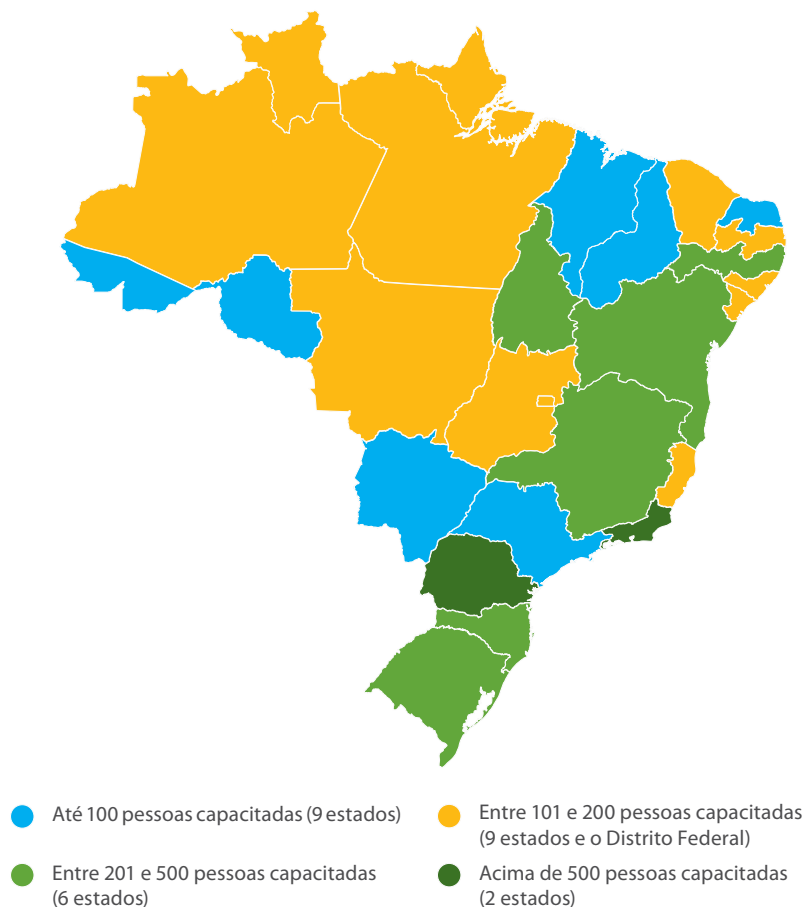 Até 100 pessoas capacitadas (9 estados)
Entre 101 e 200 pessoas capacitadas
(9 estados e o Distrito Federal)
Entre 201 e 500 pessoas capacitadas
(6 estados)
Acima de 500 pessoas capacitadas
(2 estados)